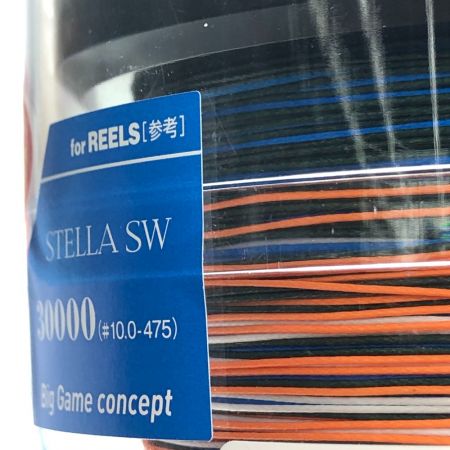 for REELS[参考]
STELLA SW
30000 (#10.0-475)
Big Game concept